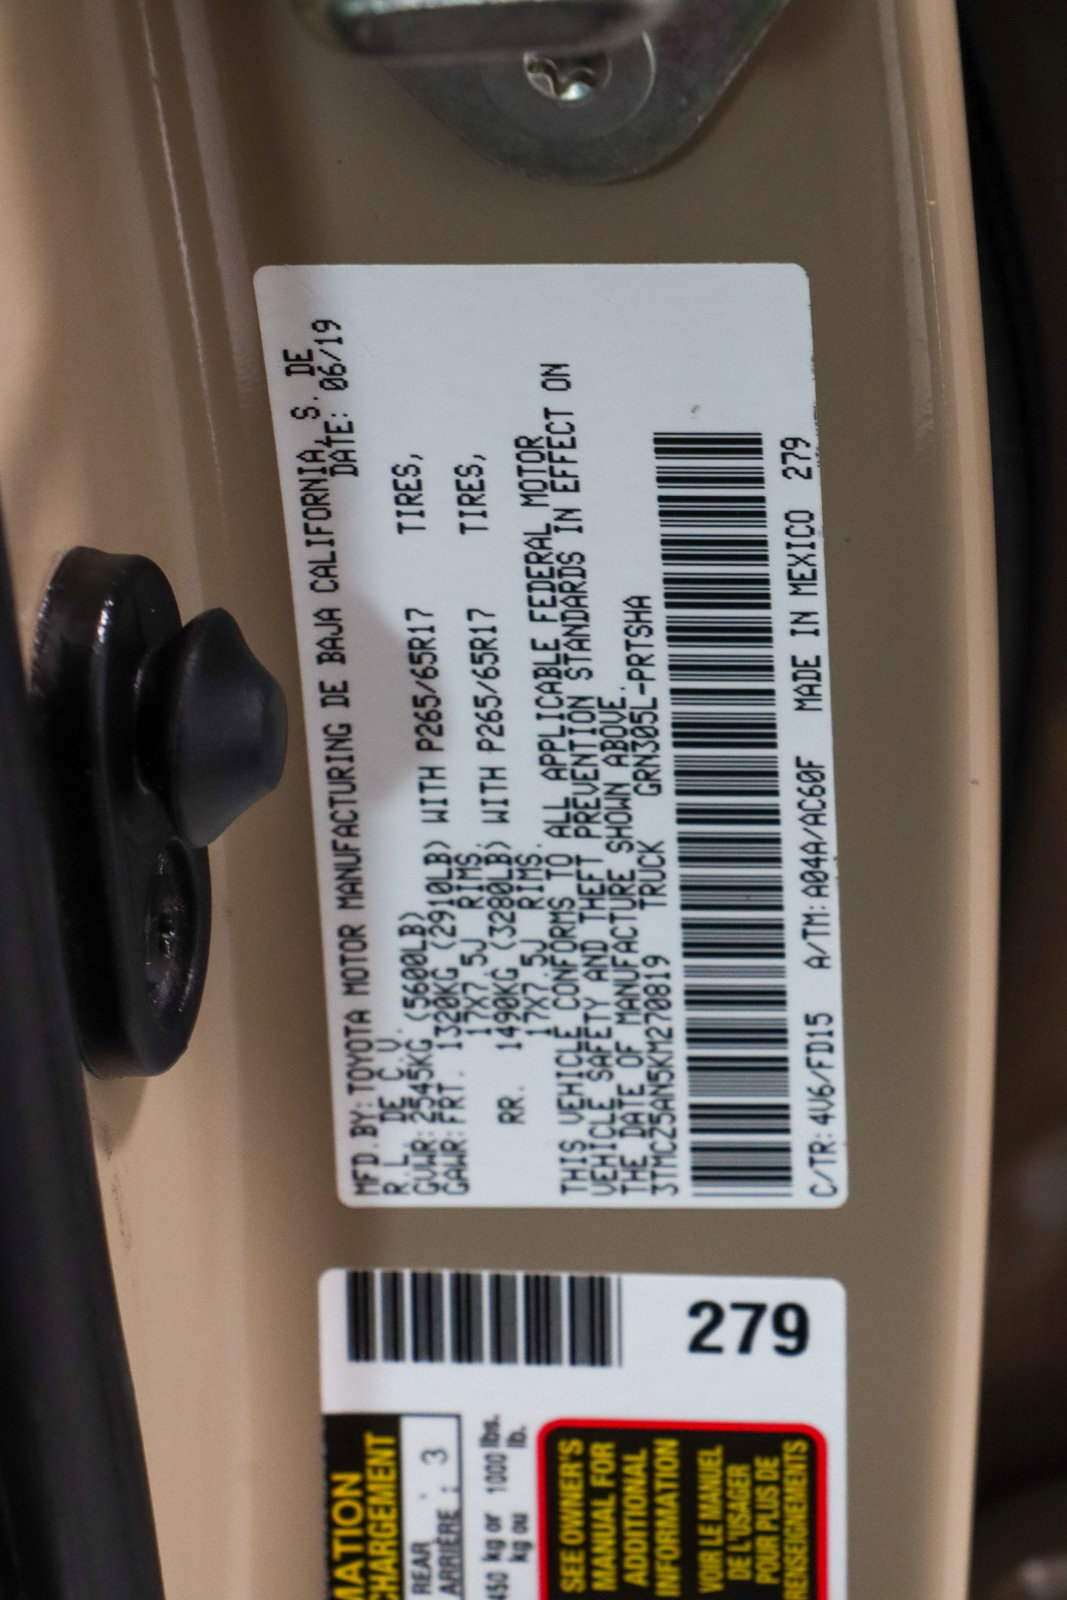 MFD.BY: TOYOTA MOTOR MANUFACTURING DE BAJA CALIFORNIA, S. DE
R.L. DE C.V. DATE: 06/19
GVWR: 2545KG (5600LB)
GAWR: FRT. 1320KG (2910LB) WITH P265/65R17 TIRES,
17X7.5J RIMS.
RR. 1490KG (3280LB) WITH P265/65R17 TIRES,
17X7.5J RIMS.
THIS VEHICLE CONFORMS TO ALL APPLICABLE FEDERAL MOTOR
VEHICLE SAFETY AND THEFT PREVENTION STANDARDS IN EFFECT ON
THE DATE OF MANUFACTURE SHOWN ABOVE.
3TMCZ5AN5KM270819 TRUCK GRN305L-PRTSHA
C/TR: 4V6/FD15 A/TM: A04A/AC60F MADE IN MEXICO 279
279
MATION
CHARGEMENT
REAR
ARRIÈRE : 3
450 kg or 1000 lbs.
kg ou lb.
SEE OWNER'S
MANUAL FOR
ADDITIONAL
INFORMATION
VOIR LE MANUEL
DE L'USAGER
POUR PLUS DE
RENSEIGNEMENTS